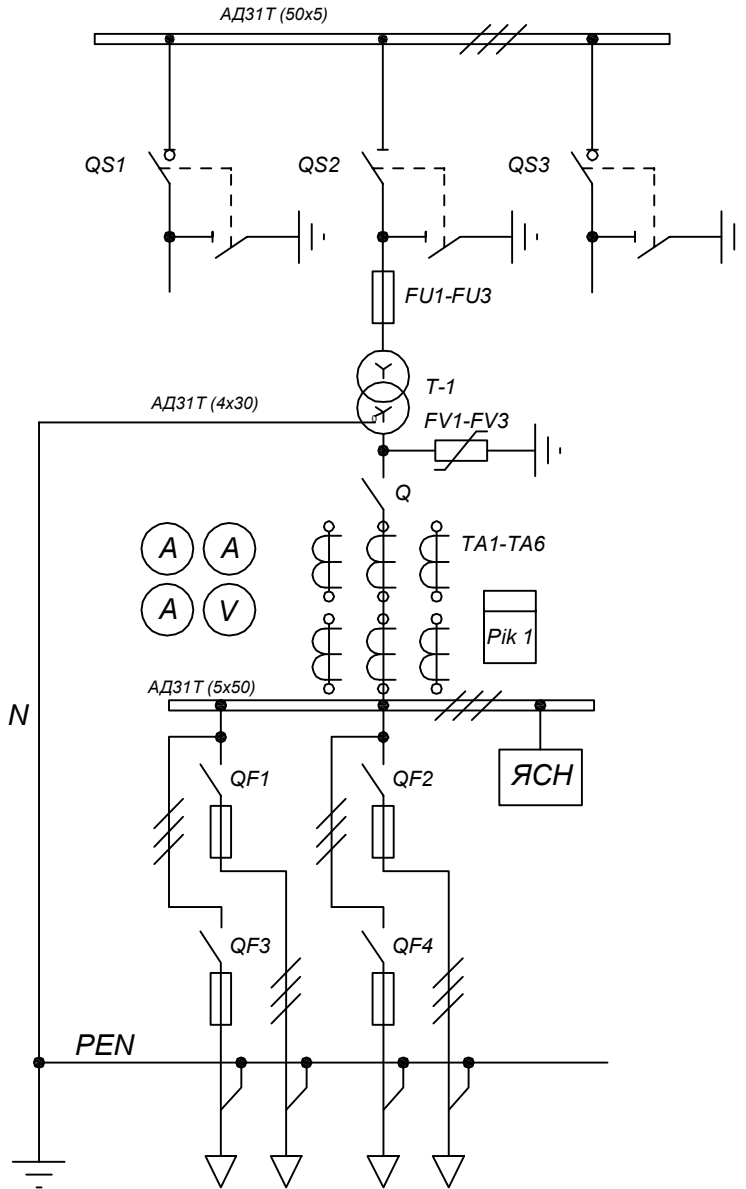 АД31Т (50х5)
QS1
QS2
QS3
FU1-FU3
T-1
АД31Т (4х30)
FV1-FV3
Q
A
A
TA1-TA6
A
V
Pik 1
АД31Т (5х50)
N
ЯСН
QF1
QF2
QF3
QF4
PEN